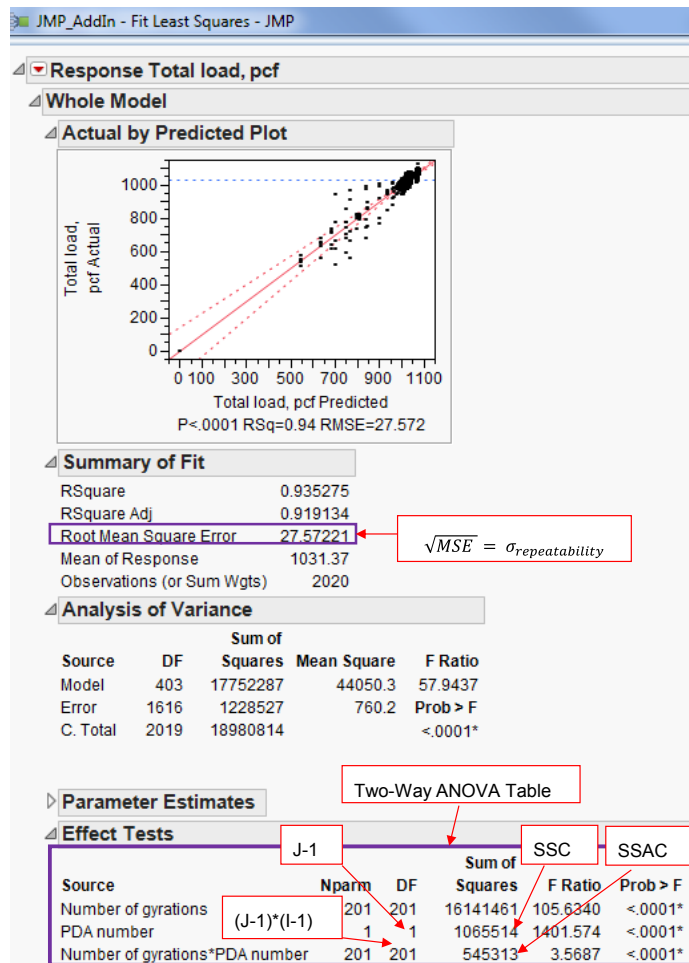 JMP_AddIn - Fit Least Squares - JMP
Response Total load, pcf
Whole Model
Actual by Predicted Plot
1000
800
600
400
200
0
Total load,
pcf Actual
0 100 300 500 700 900 1100
Total load, pcf Predicted
P<.0001 RSq=0.94 RMSE=27.572
Summary of Fit
RSquare 0.935275
RSquare Adj 0.919134
Root Mean Square Error 27.57221
√MSE = σrepeatability
Mean of Response 1031.37
Observations (or Sum Wgts) 2020
Analysis of Variance
Sum of
Source DF Squares Mean Square F Ratio
Model 403 17752287 44050.3 57.9437
Error 1616 1228527 760.2 Prob > F
C. Total 2019 18980814 <.0001*
Two-Way ANOVA Table
Parameter Estimates
Effect Tests
J-1
SSC
SSAC
Sum of
Source Nparm DF Squares F Ratio Prob > F
Number of gyrations 201 201 16141461 105.6340 <.0001*
(J-1)*(I-1)
PDA number 1 1 1065514 1401.574 <.0001*
Number of gyrations*PDA number 201 201 545313 3.5687 <.0001*